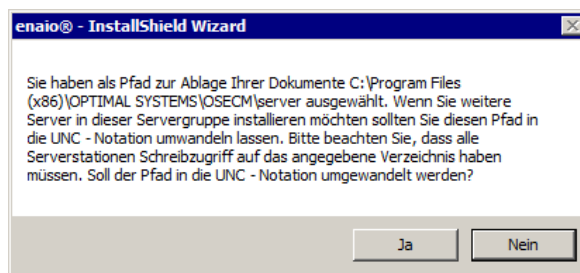 enaio® - InstallShield Wizard
Sie haben als Pfad zur Ablage Ihrer Dokumente C:\Program Files
(x86)\OPTIMAL SYSTEMS\OSECM\server ausgewählt. Wenn Sie weitere
Server in dieser Servergruppe installieren möchten sollten Sie diesen Pfad in
die UNC - Notation umwandeln lassen. Bitte beachten Sie, dass alle
Serverstationen Schreibzugriff auf das angegebene Verzeichnis haben
müssen. Soll der Pfad in die UNC - Notation umgewandelt werden?
Ja
Nein